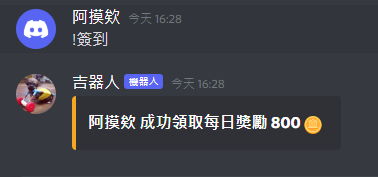 阿摸欸 今天 16:28
!簽到
吉器人 機器人 今天 16:28
阿摸欸 成功領取每日獎勵 800